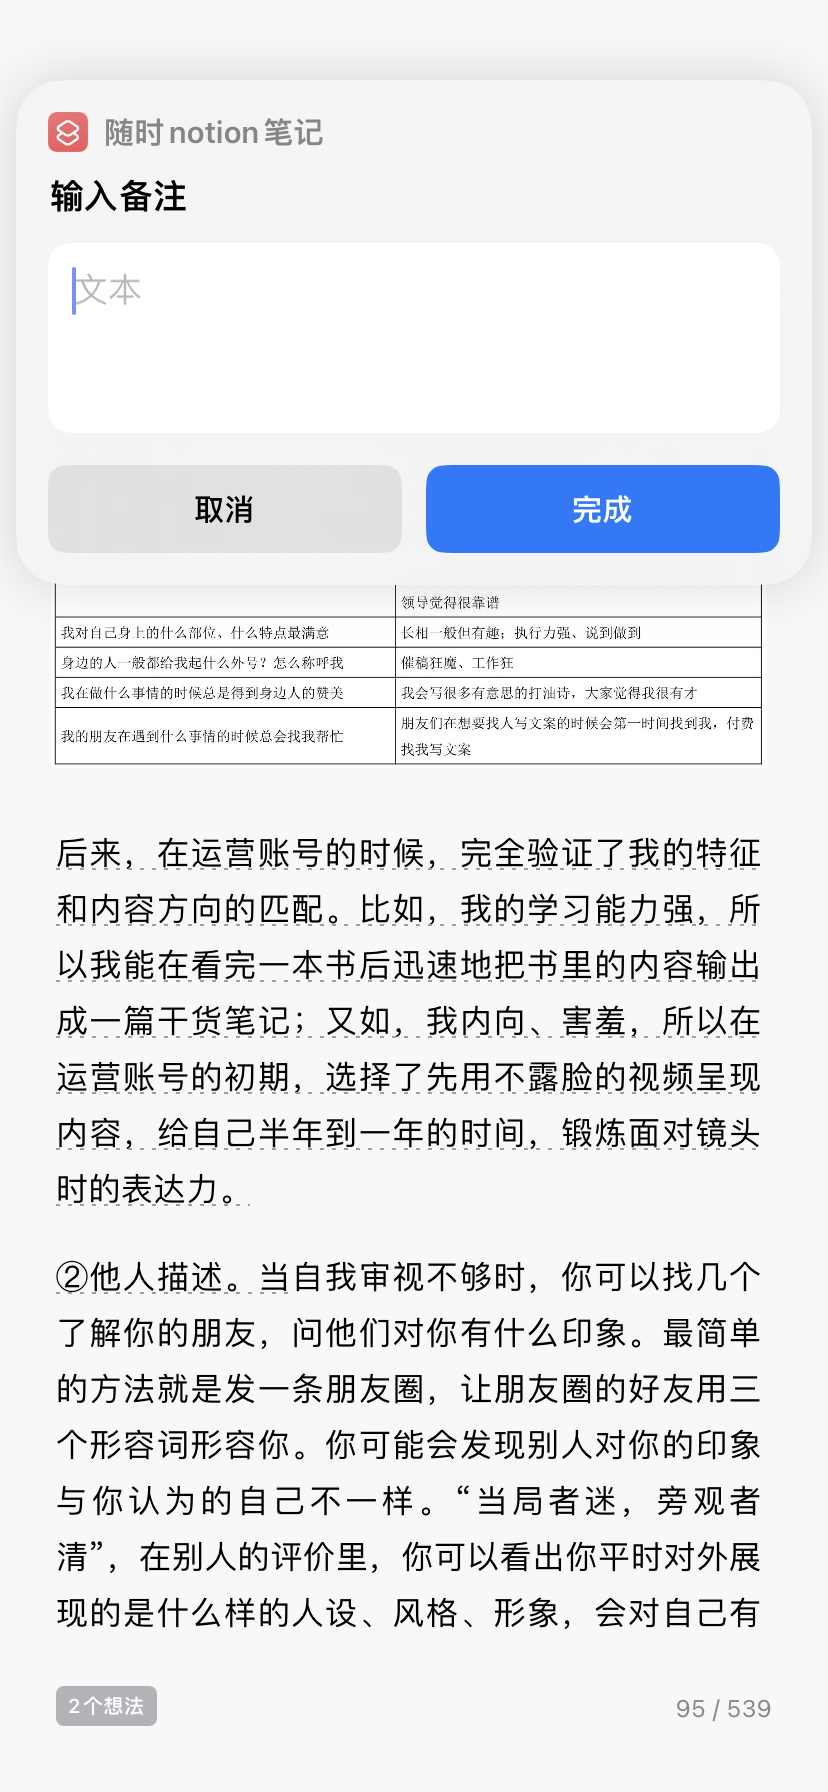 随时notion笔记
输入备注
文本
取消
完成
领导觉得很靠谱
我对自己身上的什么部位、什么特点最满意
长相一般但有趣；执行力强、说到做到
身边的人一般都给我起什么外号？怎么称呼我
催稿狂魔、工作狂
我在做什么事情的时候总是得到身边人的赞美
我会写很多有意思的打油诗，大家觉得我很有才
我的朋友在遇到什么事情的时候总会找我帮忙
朋友们在想要找人写文案的时候会第一时间找到我，付费
找我写文案
后来，在运营账号的时候，完全验证了我的特征
和内容方向的匹配。比如，我的学习能力强，所
以我能在看完一本书后迅速地把书里的内容输出
成一篇干货笔记；又如，我内向、害羞，所以在
运营账号的初期，选择了先用不露脸的视频呈现
内容，给自己半年到一年的时间，锻炼面对镜头
时的表达力。
②他人描述。当自我审视不够时，你可以找几个
了解你的朋友，问他们对你有什么印象。最简单
的方法就是发一条朋友圈，让朋友圈的好友用三
个形容词形容你。你可能会发现别人对你的印象
与你认为的自己不一样。“当局者迷，旁观者
清”，在别人的评价里，你可以看出你平时对外展
现的是什么样的人设、风格、形象，会对自己有
2个想法
95 / 539